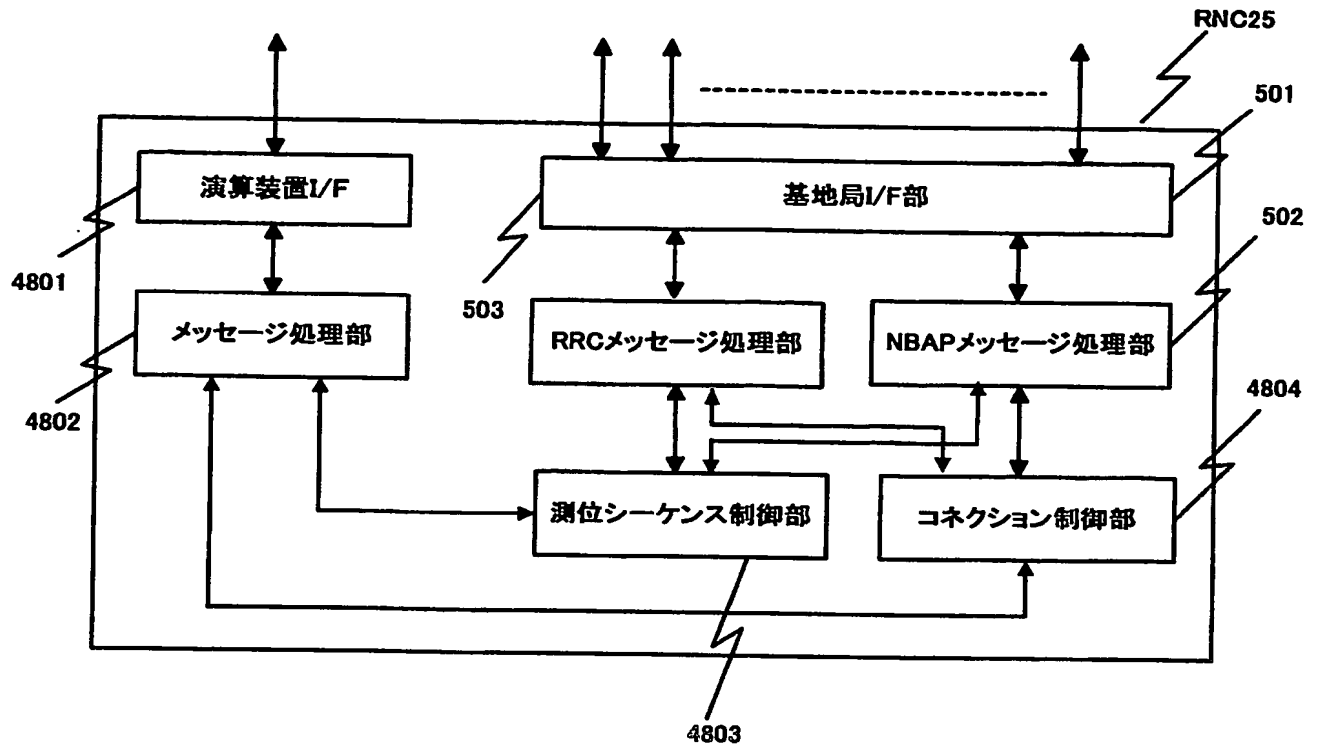 RNC25
501
演算装置I/F
基地局I/F部
502
4801
503
メッセージ処理部
RRCメッセージ処理部
NBAPメッセージ処理部
4802
4804
測位シーケンス制御部
コネクション制御部
4803